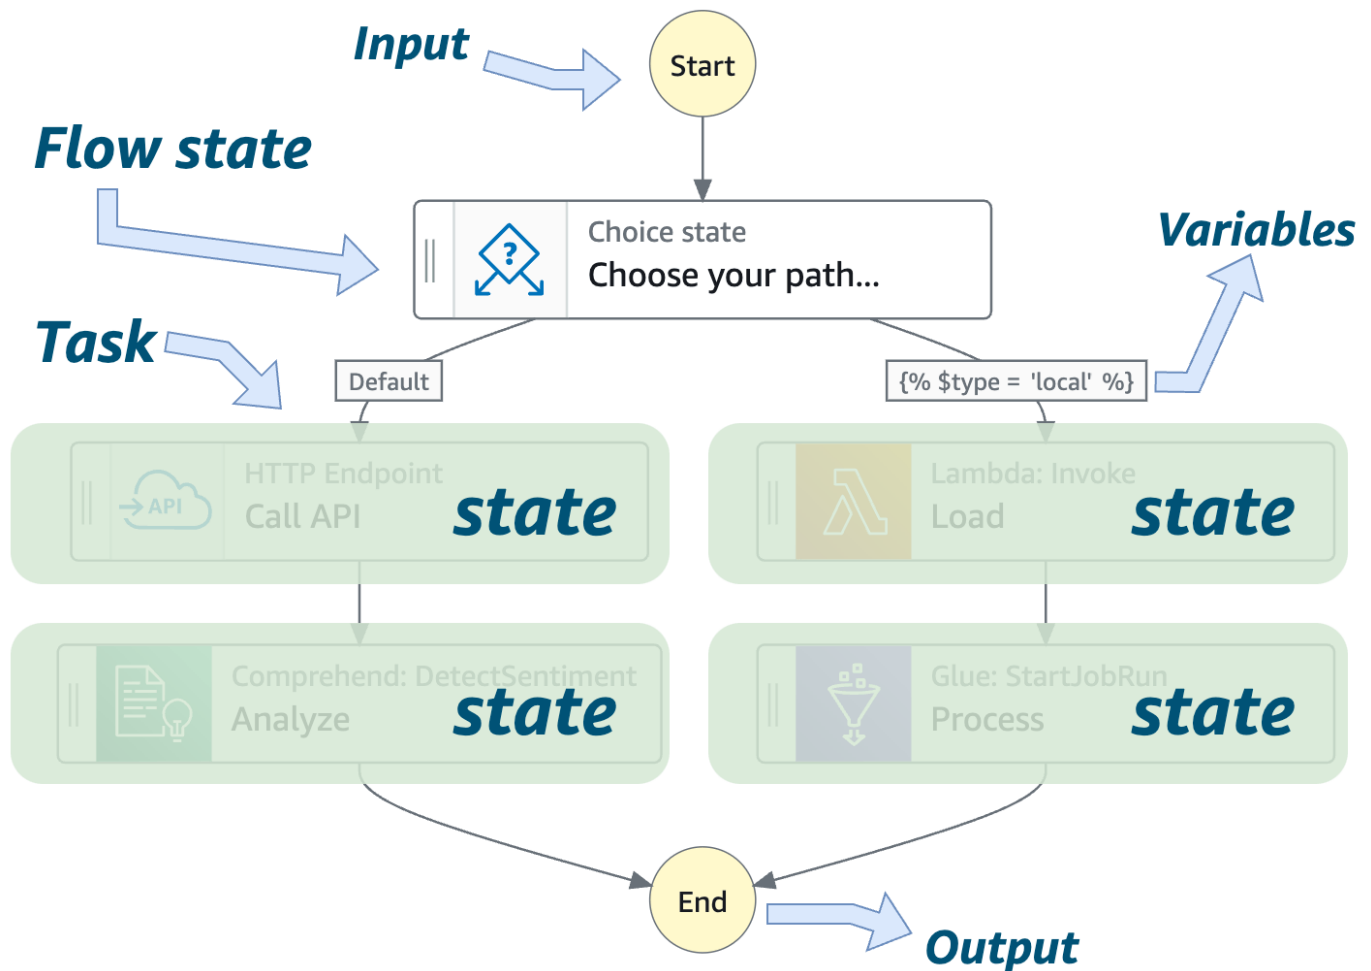 Input
Start
Flow state
Choice state
Choose your path...
Variables
?
Task
Default
{% $type = 'local' %}
HTTP Endpoint
API
Call API
state
Lambda: Invoke
Load
state
Comprehend: DetectSentiment
Analyze
state
Glue: StartJobRun
Process
state
End
Output